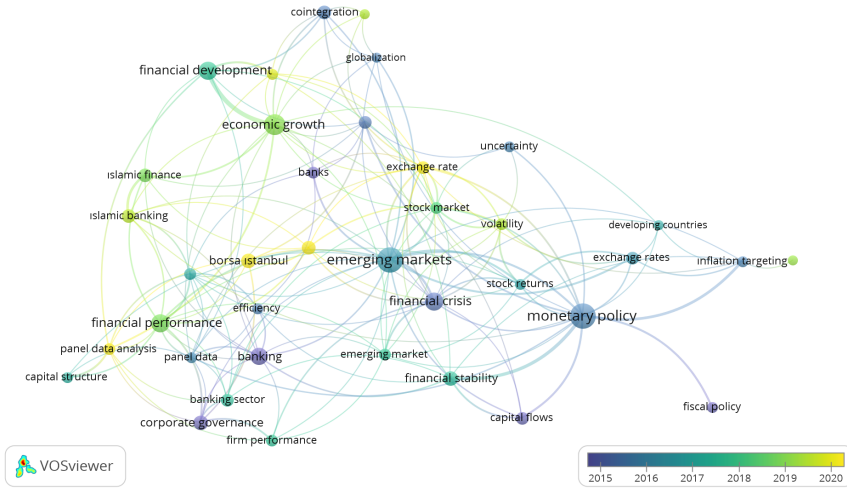 cointegration
globalization
financial development
economic growth
uncertainty
exchange rate
banks
ıslamic finance
stock market
ıslamic banking
volatility
developing countries
borsa ıstanbul
emerging markets
exchange rates
ınflation targeting
stock returns
financial crisis
efficiency
monetary policy
financial performance
panel data analysis
panel data
banking
emerging market
capital structure
financial stability
banking sector
fiscal policy
capital flows
corporate governance
firm performance
VOSviewer
2015 2016 2017 2018 2019 2020